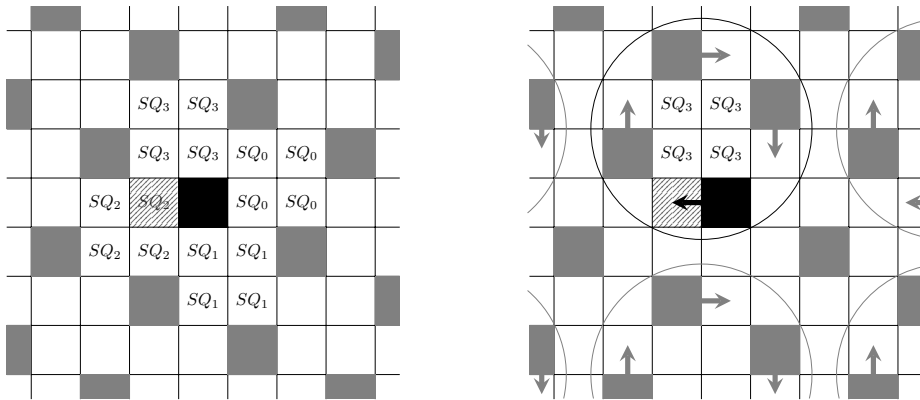 SQ₃ SQ₃ SQ₃ SQ₃
SQ₃ SQ₃ SQ₀ SQ₀ SQ₃ SQ₃
SQ₂ SQ₂ SQ₀ SQ₀
SQ₂ SQ₂ SQ₁ SQ₁
SQ₁ SQ₁